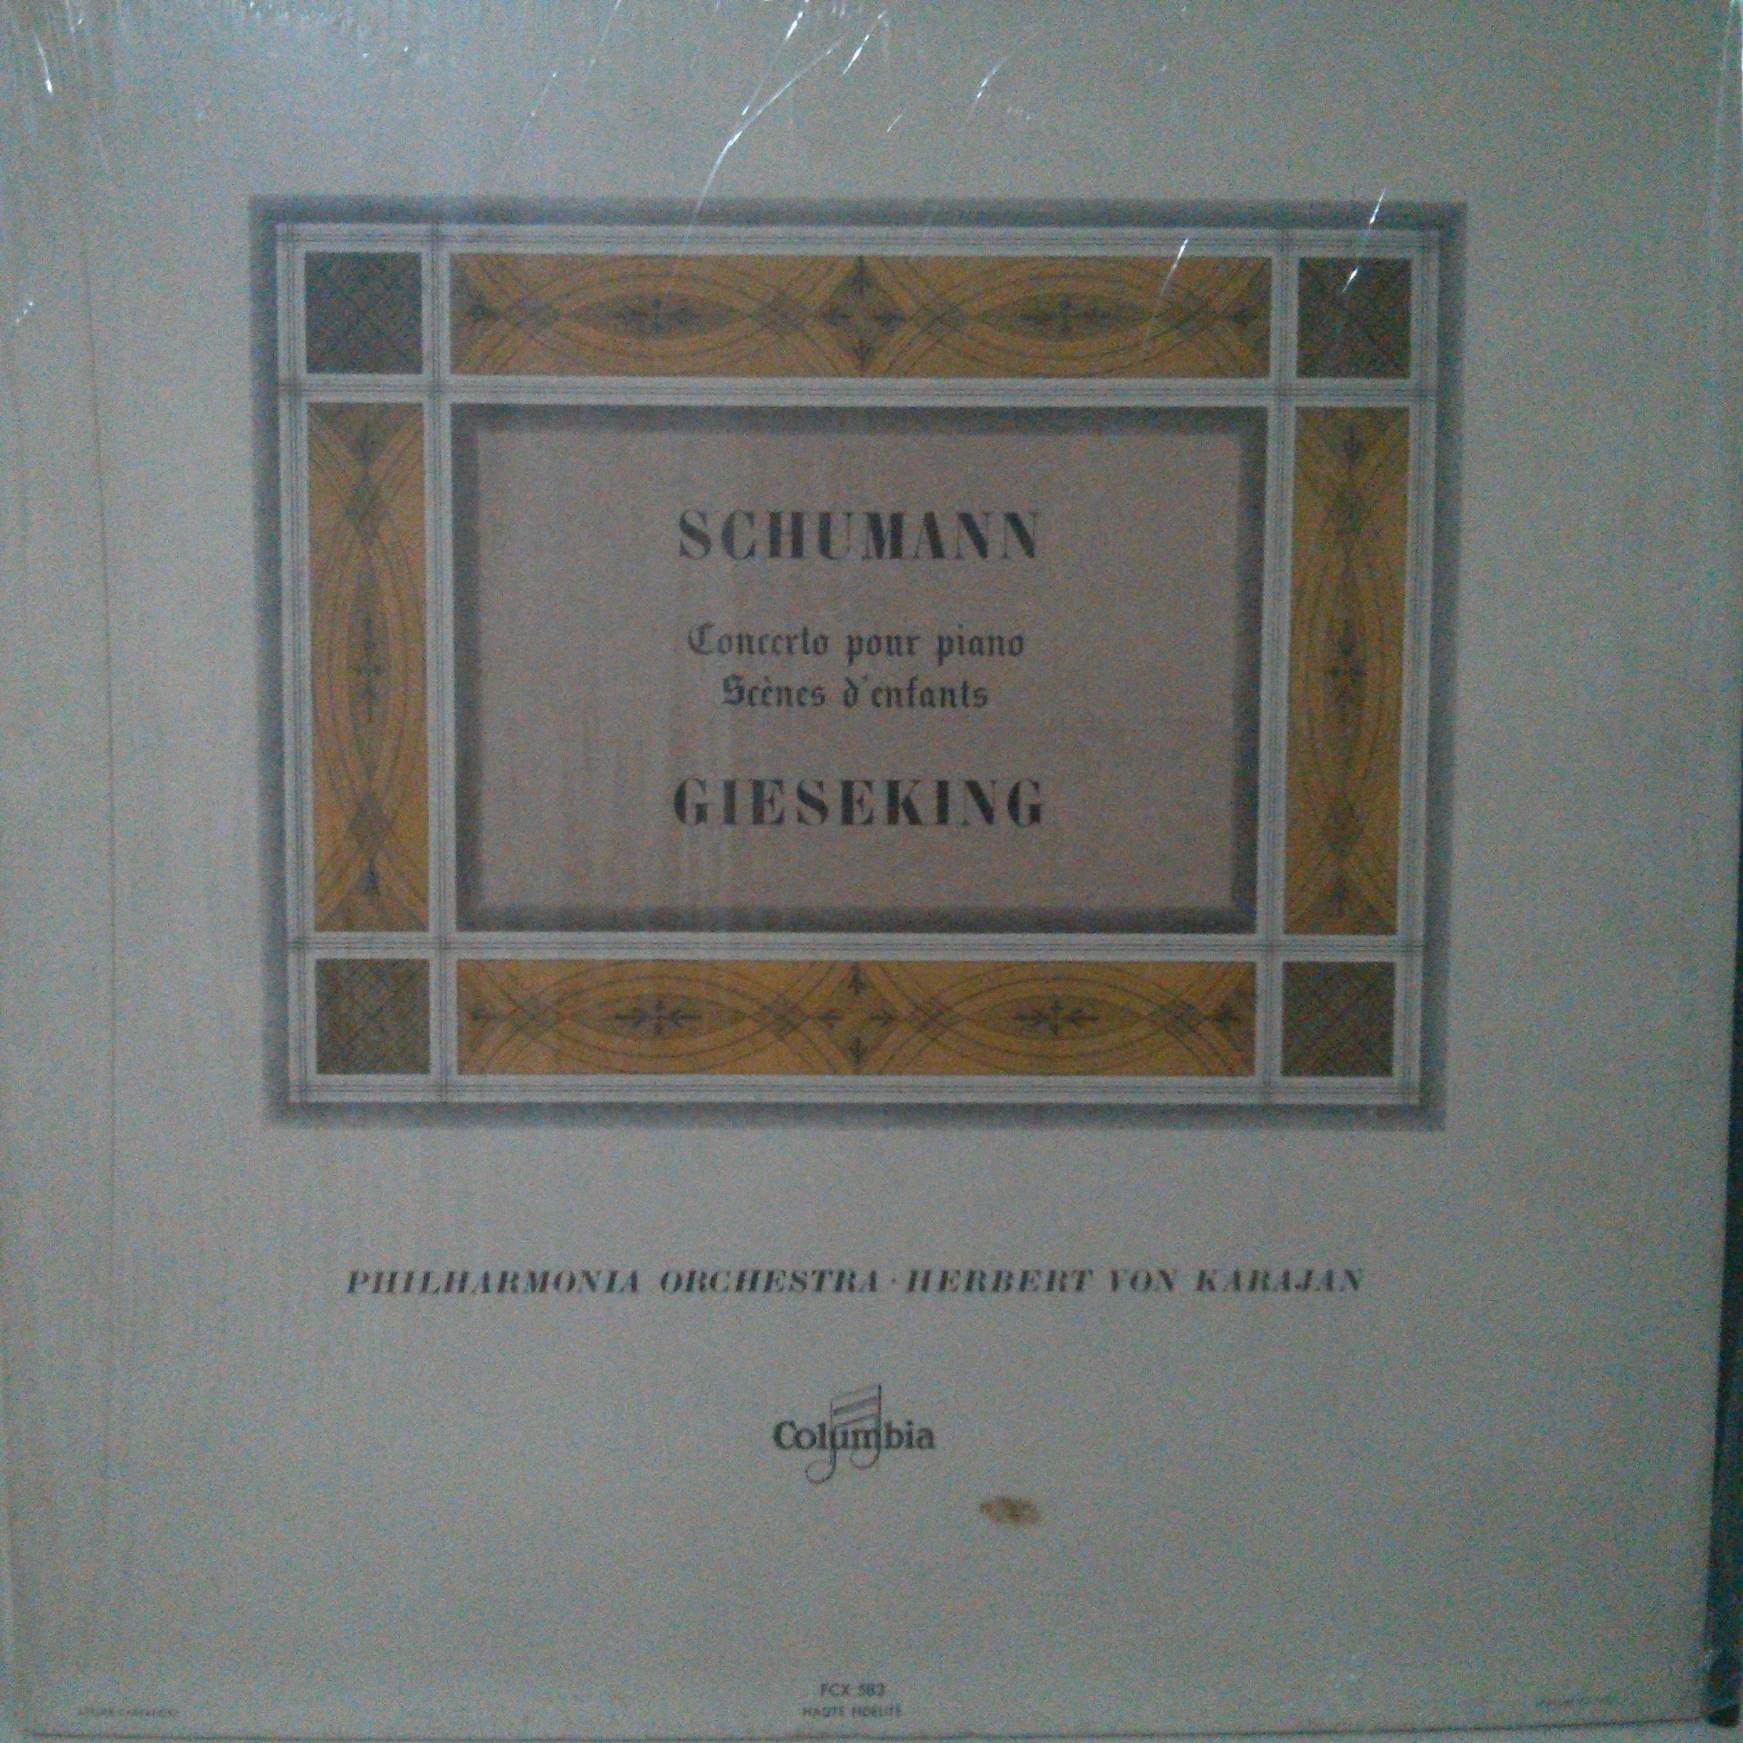 SCHUMANN
Concerto pour piano
Scènes d'enfants
GIESEKING
PHILHARMONIA ORCHESTRA · HERBERT VON KARAJAN
Columbia
FCX 582
HAUTE FIDÉLITÉ